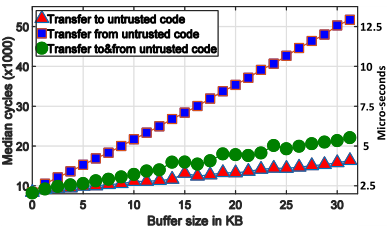 Transfer to untrusted code
Transfer from untrusted code
Transfer to&from untrusted code
Median cycles (x1000)
50
40
30
20
10
12.5
10
7.5
5
2.5
Micro-seconds
0
5
10
15
20
25
30
Buffer size in KB